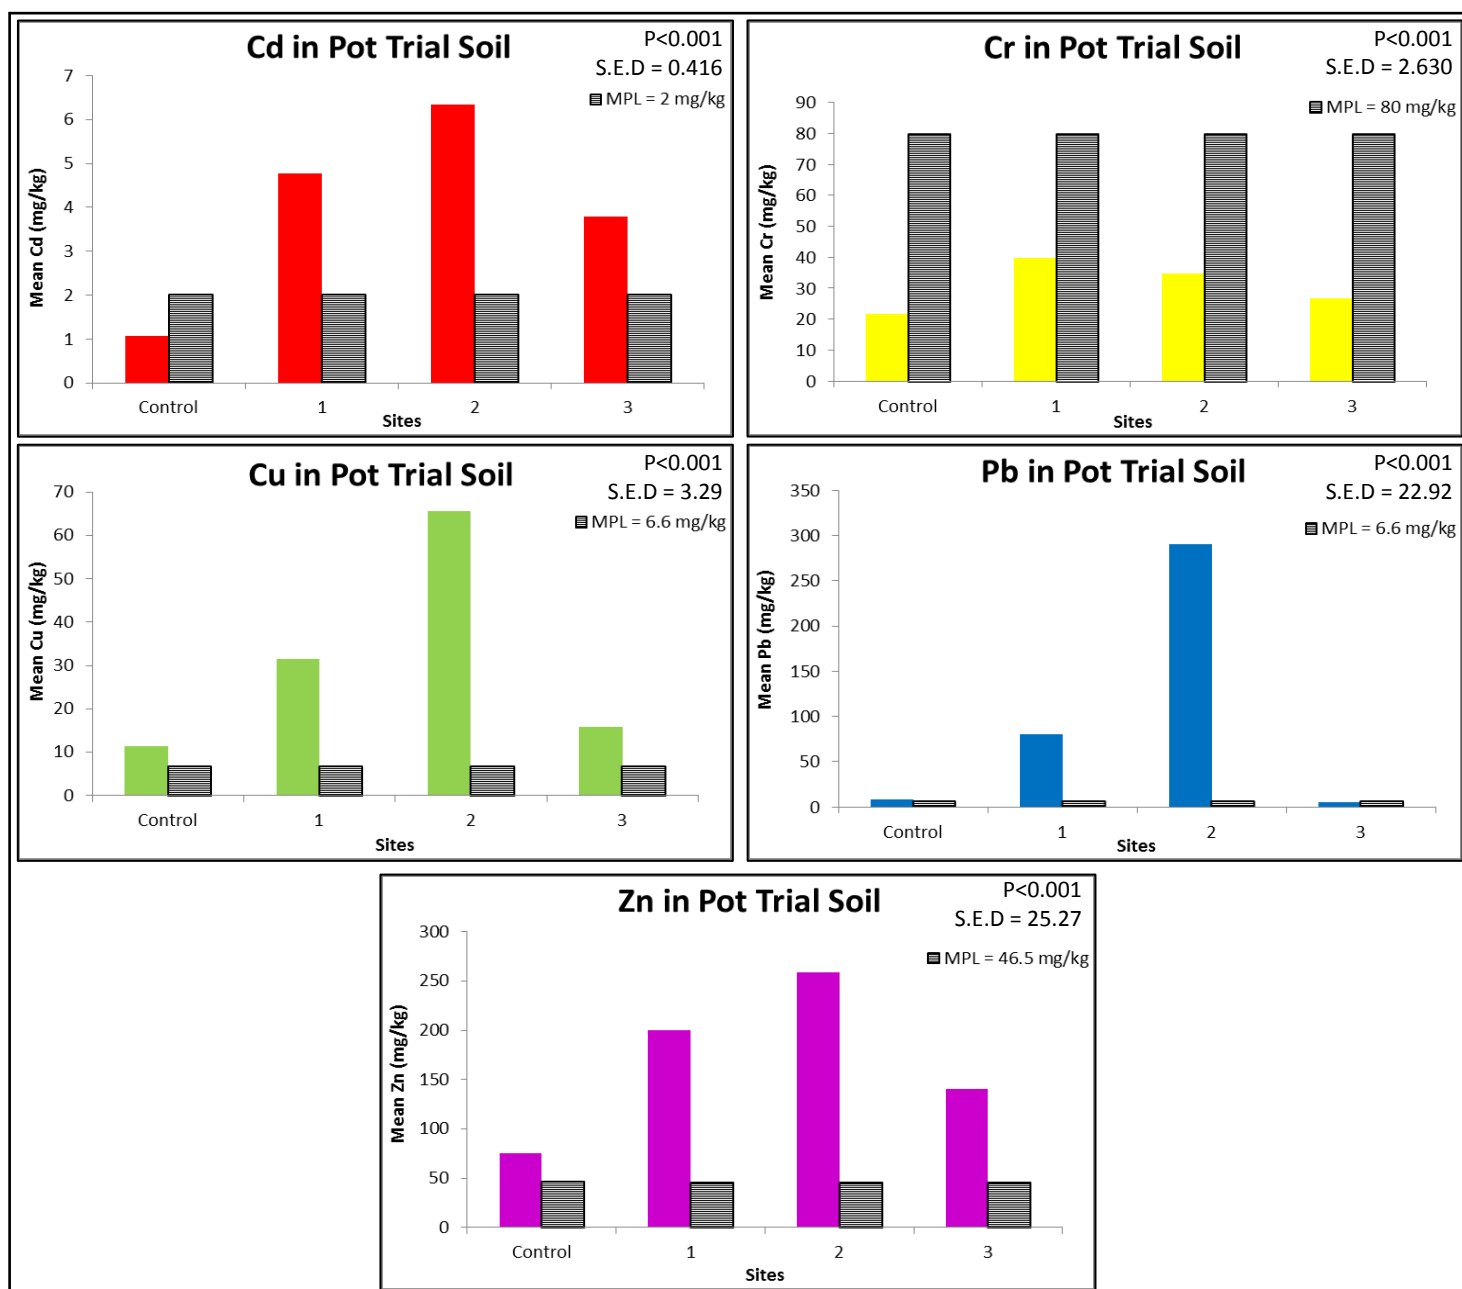 Cd in Pot Trial Soil
P<0.001
S.E.D = 0.416
MPL = 2 mg/kg
7
6
5
4
3
2
1
0
Mean Cd (mg/kg)
Control 1 2 3
Sites
Cr in Pot Trial Soil
P<0.001
S.E.D = 2.630
MPL = 80 mg/kg
90
80
70
60
50
40
30
20
10
0
Mean Cr (mg/kg)
Control 1 2 3
Sites
Cu in Pot Trial Soil
P<0.001
S.E.D = 3.29
MPL = 6.6 mg/kg
70
60
50
40
30
20
10
0
Mean Cu (mg/kg)
Control 1 2 3
Sites
Pb in Pot Trial Soil
P<0.001
S.E.D = 22.92
MPL = 6.6 mg/kg
350
300
250
200
150
100
50
0
Mean Pb (mg/kg)
Control 1 2 3
Sites
Zn in Pot Trial Soil
P<0.001
S.E.D = 25.27
MPL = 46.5 mg/kg
300
250
200
150
100
50
0
Mean Zn (mg/kg)
Control 1 2 3
Sites